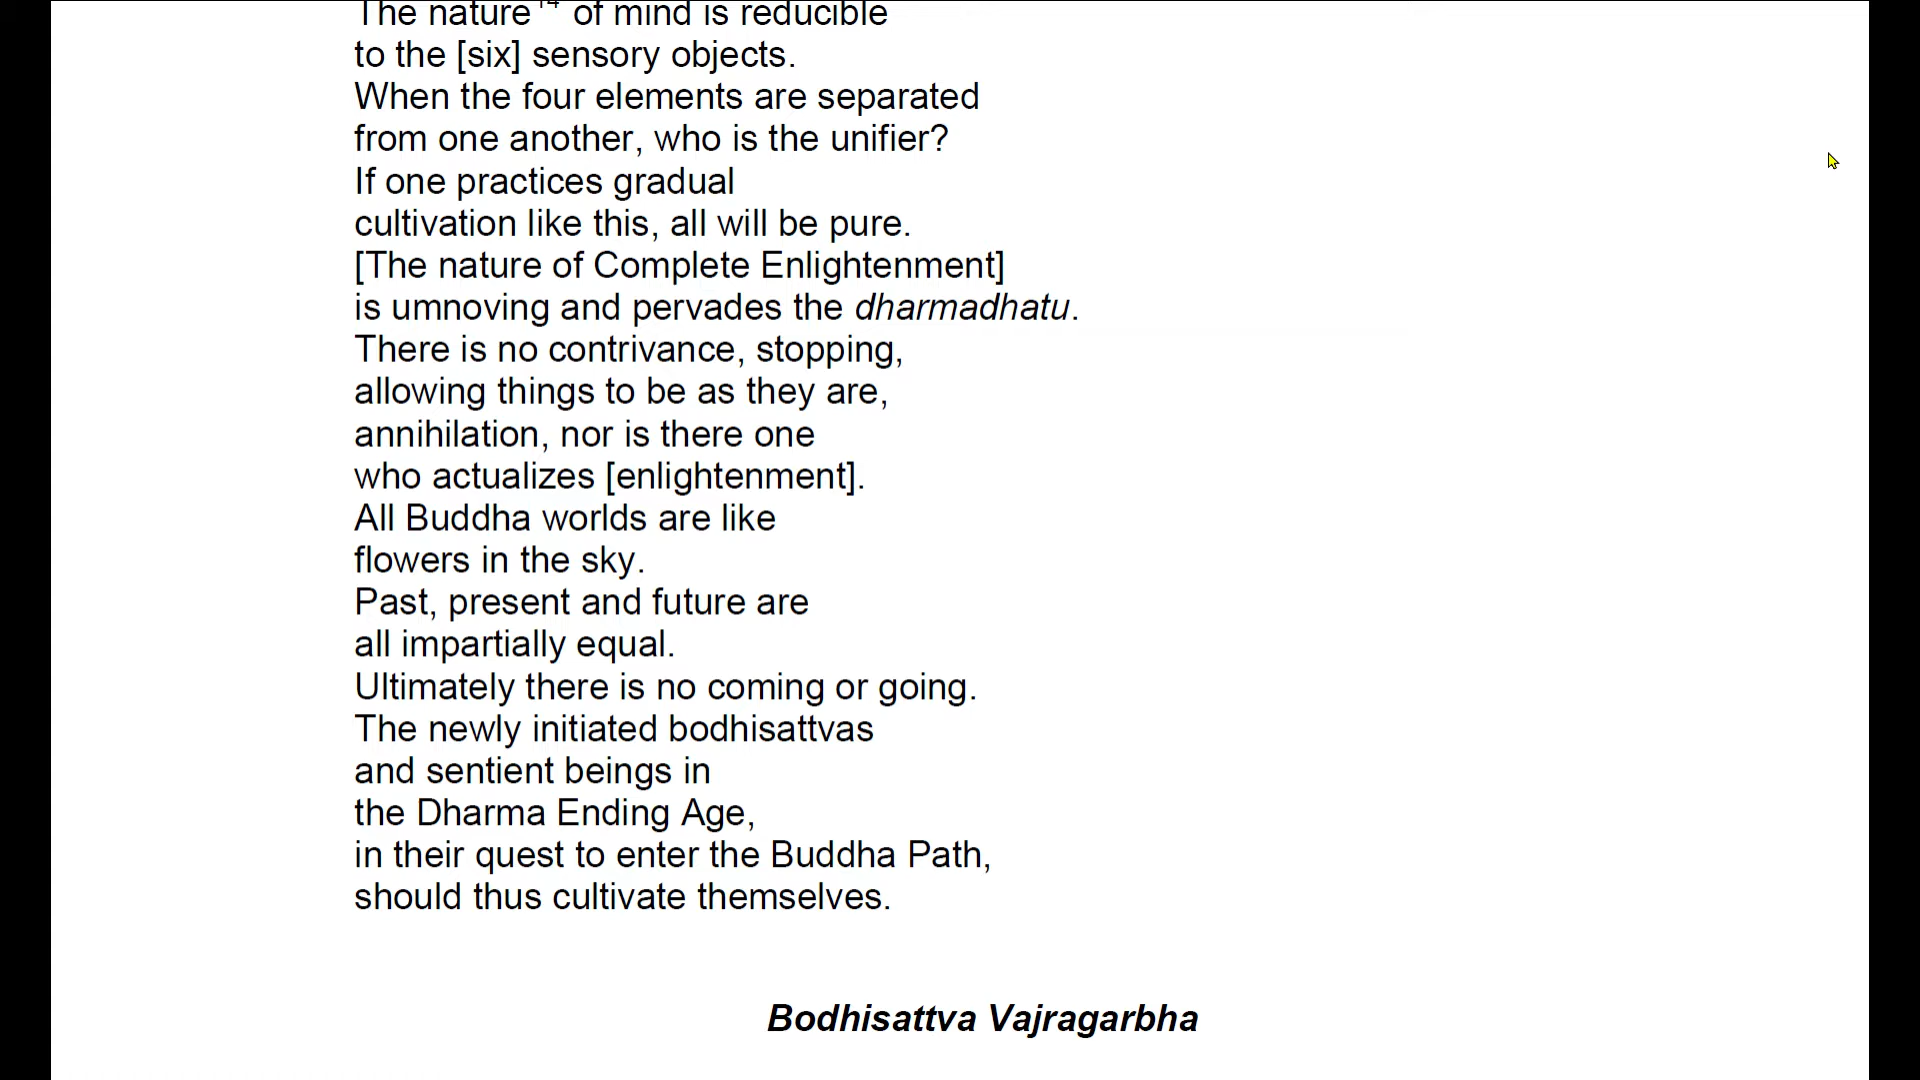 The nature 14 of mind is reducible
to the [six] sensory objects.
When the four elements are separated
from one another, who is the unifier?
If one practices gradual
cultivation like this, all will be pure.
[The nature of Complete Enlightenment]
is umnoving and pervades the dharmadhatu.
There is no contrivance, stopping,
allowing things to be as they are,
annihilation, nor is there one
who actualizes [enlightenment].
All Buddha worlds are like
flowers in the sky.
Past, present and future are
all impartially equal.
Ultimately there is no coming or going.
The newly initiated bodhisattvas
and sentient beings in
the Dharma Ending Age,
in their quest to enter the Buddha Path,
should thus cultivate themselves.
Bodhisattva Vajragarbha